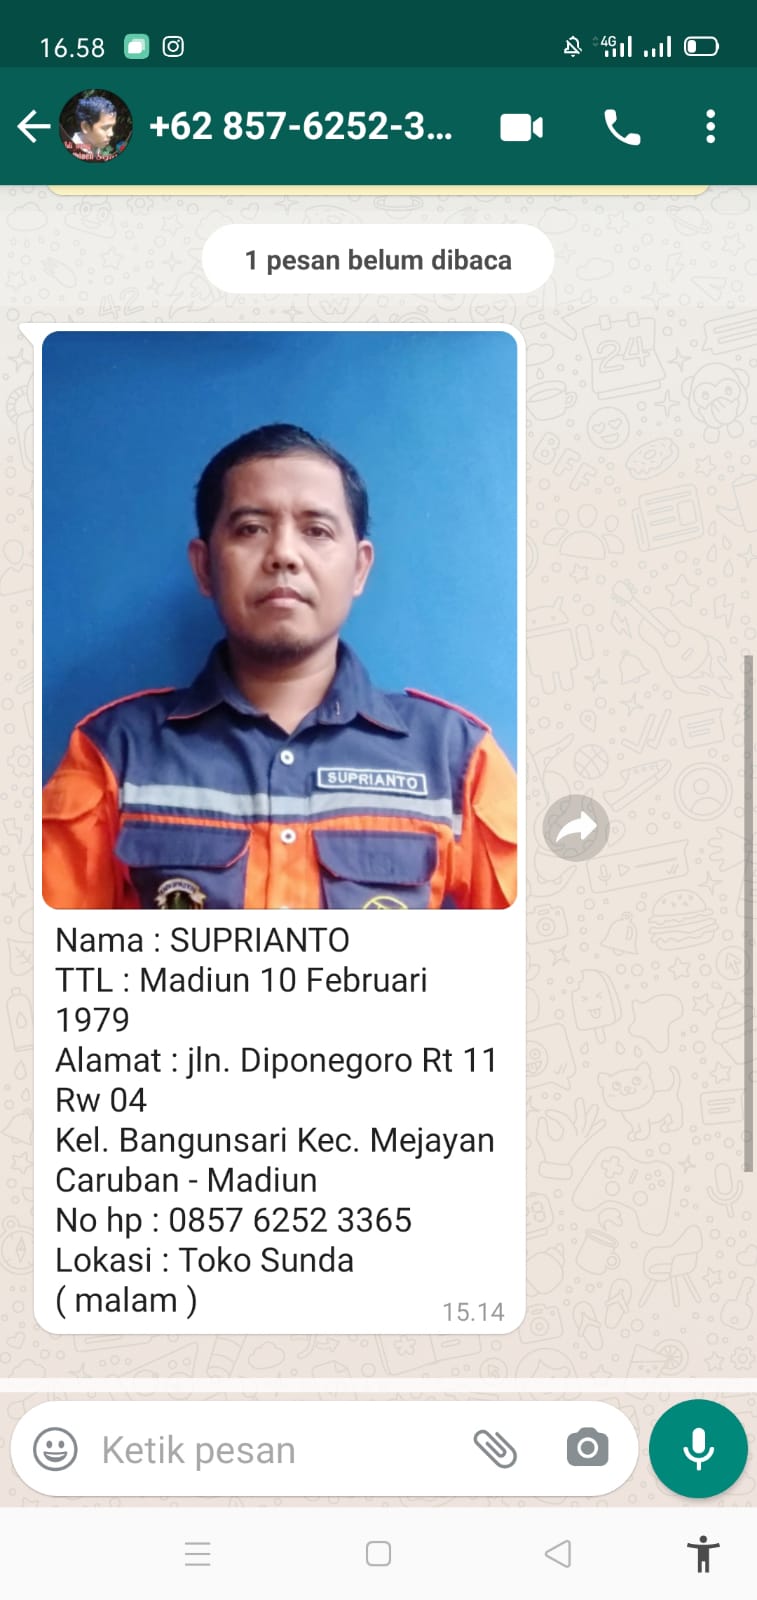 16.58
4G
+62 857-6252-3...
1 pesan belum dibaca
SUPRIANTO
Nama : SUPRIANTO
TTL : Madiun 10 Februari
1979
Alamat : jln. Diponegoro Rt 11
Rw 04
Kel. Bangunsari Kec. Mejayan
Caruban - Madiun
No hp : 0857 6252 3365
Lokasi : Toko Sunda
( malam )
15.14
Ketik pesan